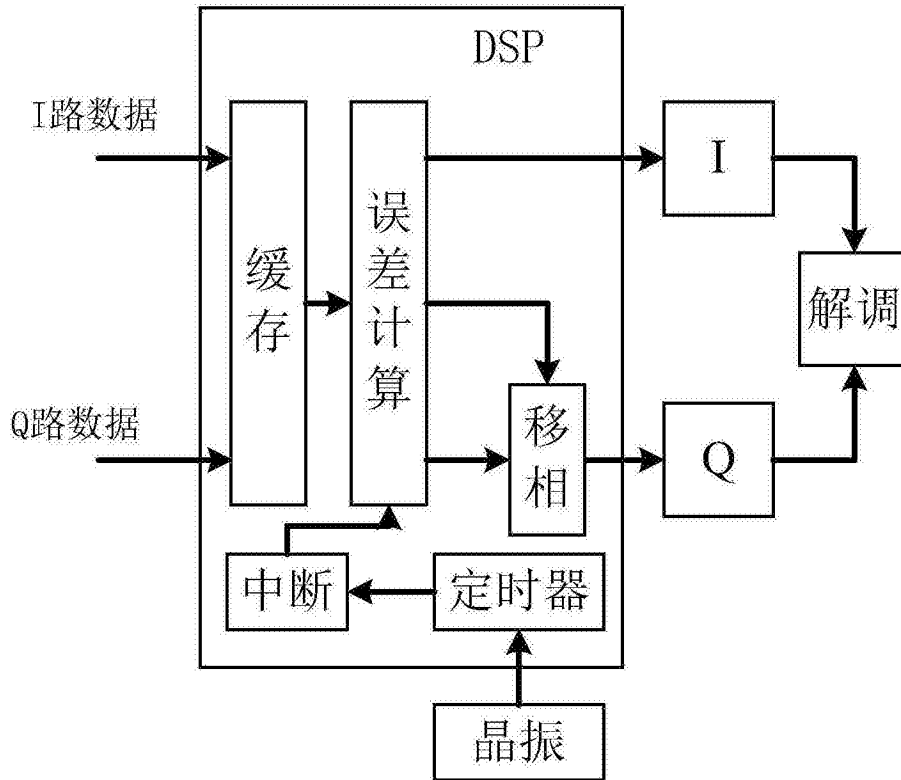 DSP
I路数据
I
缓存
误差计算
解调
Q路数据
移相
Q
中断
定时器
晶振